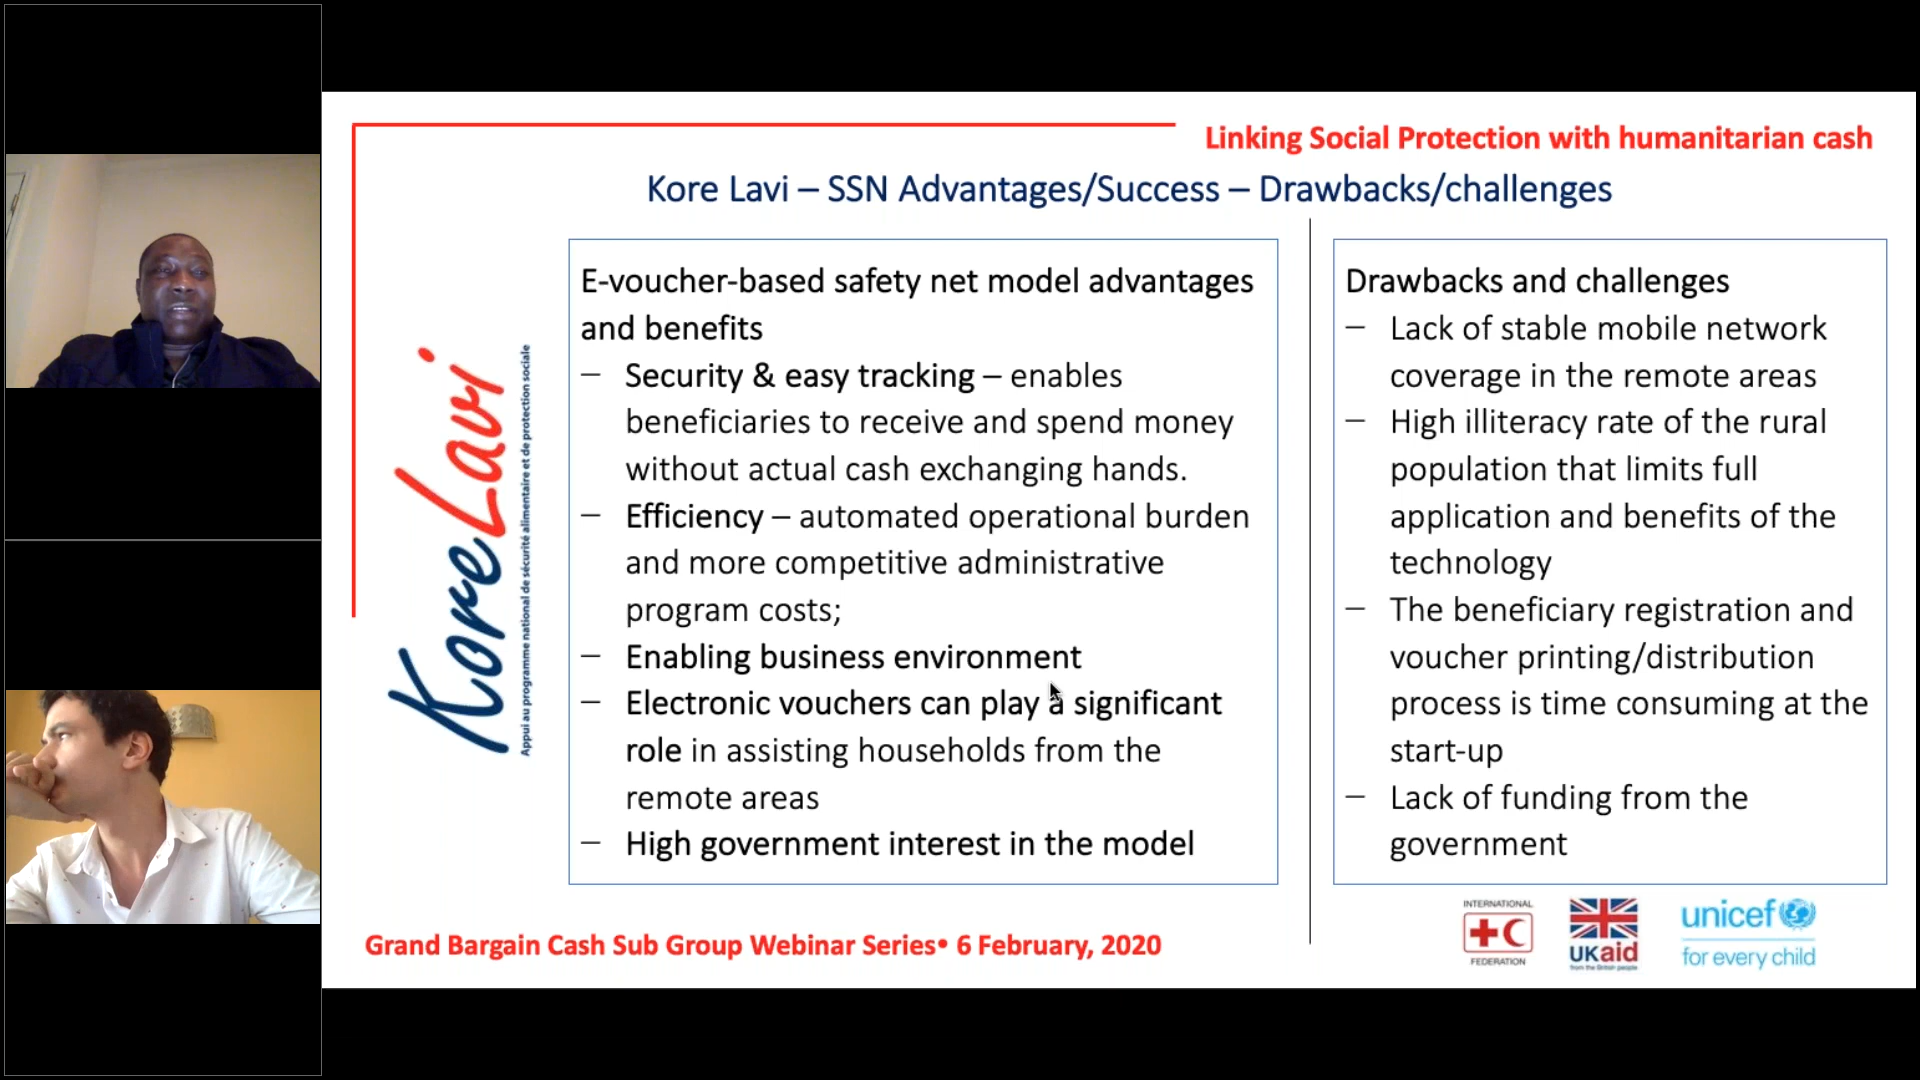 Linking Social Protection with humanitarian cash
Kore Lavi – SSN Advantages/Success – Drawbacks/challenges
Kore Lavi
Appui au programme national de sécurité alimentaire et de protection sociale
E-voucher-based safety net model advantages
and benefits
– Security & easy tracking – enables
beneficiaries to receive and spend money
without actual cash exchanging hands.
– Efficiency – automated operational burden
and more competitive administrative
program costs;
– Enabling business environment
– Electronic vouchers can play a significant
role in assisting households from the
remote areas
– High government interest in the model
Drawbacks and challenges
– Lack of stable mobile network
coverage in the remote areas
– High illiteracy rate of the rural
population that limits full
application and benefits of the
technology
– The beneficiary registration and
voucher printing/distribution
process is time consuming at the
start-up
– Lack of funding from the
government
Grand Bargain Cash Sub Group Webinar Series• 6 February, 2020
INTERNATIONAL
FEDERATION
UKaid
from the British people
unicef
for every child